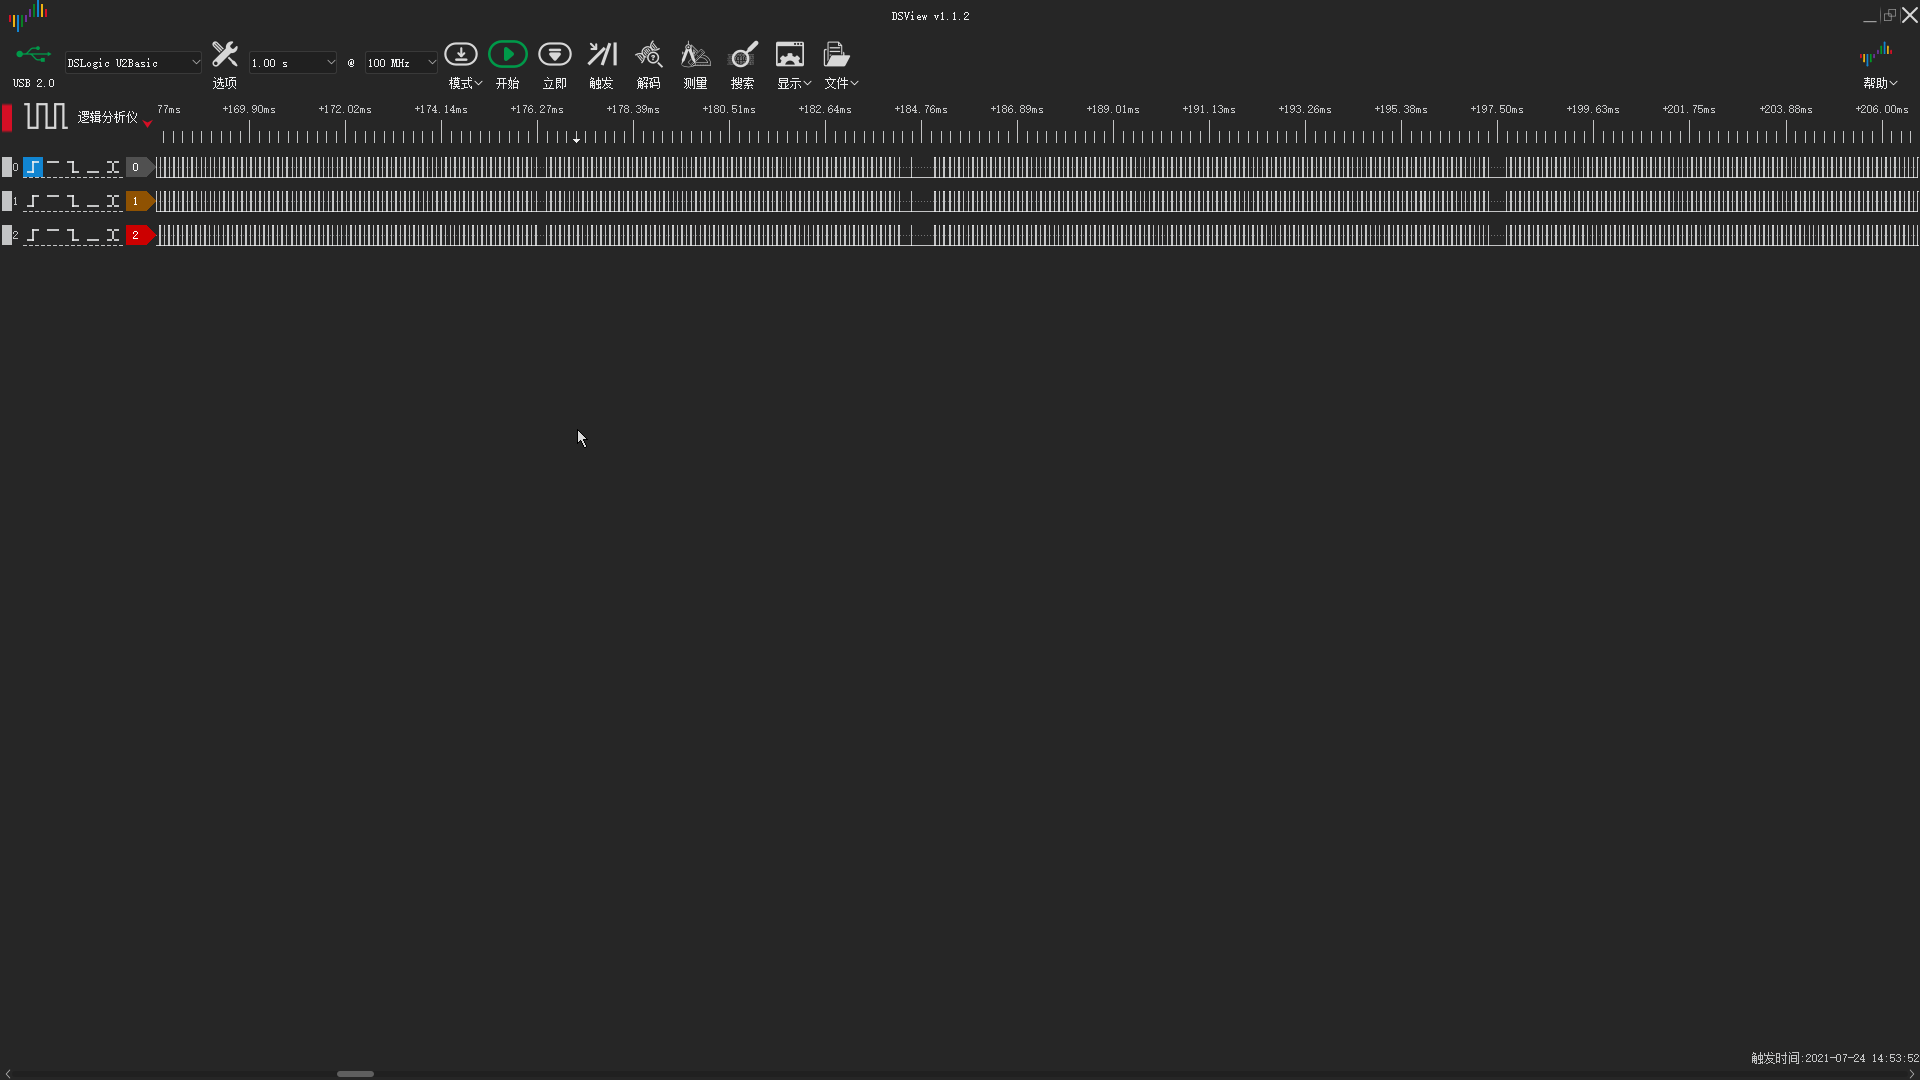 DSView v1.1.2
USB 2.0
DSLogic U2Basic
选项
1.00 s
@
100 MHz
模式
开始
立即
触发
解码
测量
搜索
显示
文件
帮助
逻辑分析仪
77ms +169.90ms +172.02ms +174.14ms +176.27ms +178.39ms +180.51ms +182.64ms +184.76ms +186.89ms +189.01ms +191.13ms +193.26ms +195.38ms +197.50ms +199.63ms +201.75ms +203.88ms +206.00ms
0 0
1 1
2 2
触发时间:2021-07-24 14:53:52